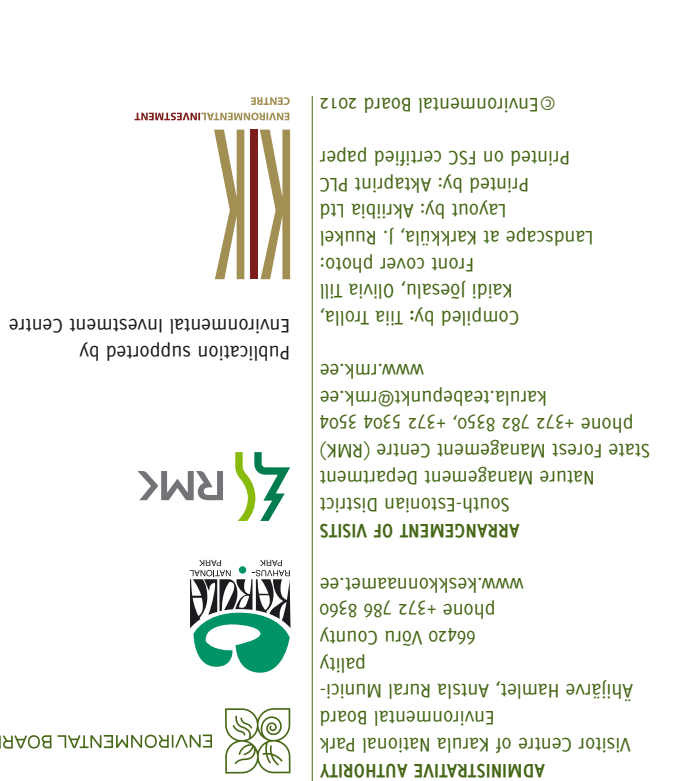 ADMINISTRATIVE AUTHORITY
Visitor Centre of Karula National Park
Environmental Board
Ähijärve Hamlet, Antsla Rural Munici-
pality
66426 Võru County
phone +372 786 8360
www.keskkonnaamet.ee
ARRANGEMENT OF VISITS
South-Estonian District
Nature Management Department
State Forest Management Centre (RMK)
phone +372 782 8350, +372 5304 3504
karula.teabepunkt@rmk.ee
www.rmk.ee
Compiled by: Tiia Trolla,
Kaidi Jõesalu, Olivia Till
Front cover photo:
Landscape at Karkküla, J. Ruukel
Layout by: Akriibia Ltd
Printed by: Aktaprint PLC
Printed on FSC certified paper
©Environmental Board 2012
ENVIRONMENTAL BOARD
KARULA
RAHVUS- NATIONAL
PARK PARK
RMK
Publication supported by
Environmental Investment Centre
ENVIRONMENTAL INVESTMENT
CENTRE